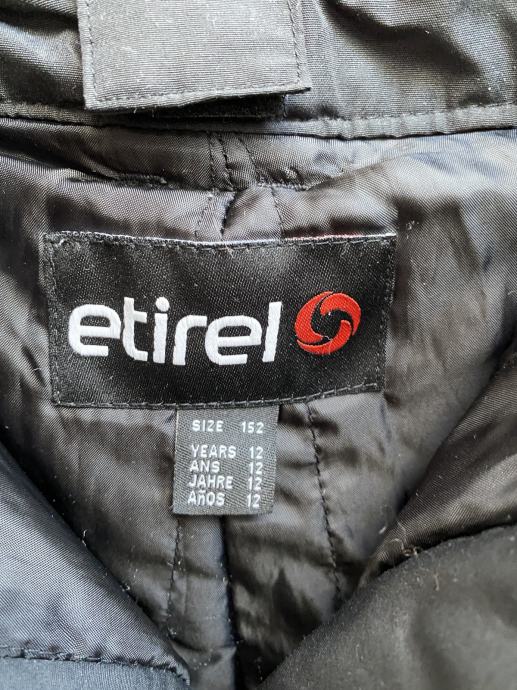 etirel
SIZE 152
YEARS 12
ANS 12
JAHRE 12
AñOS 12